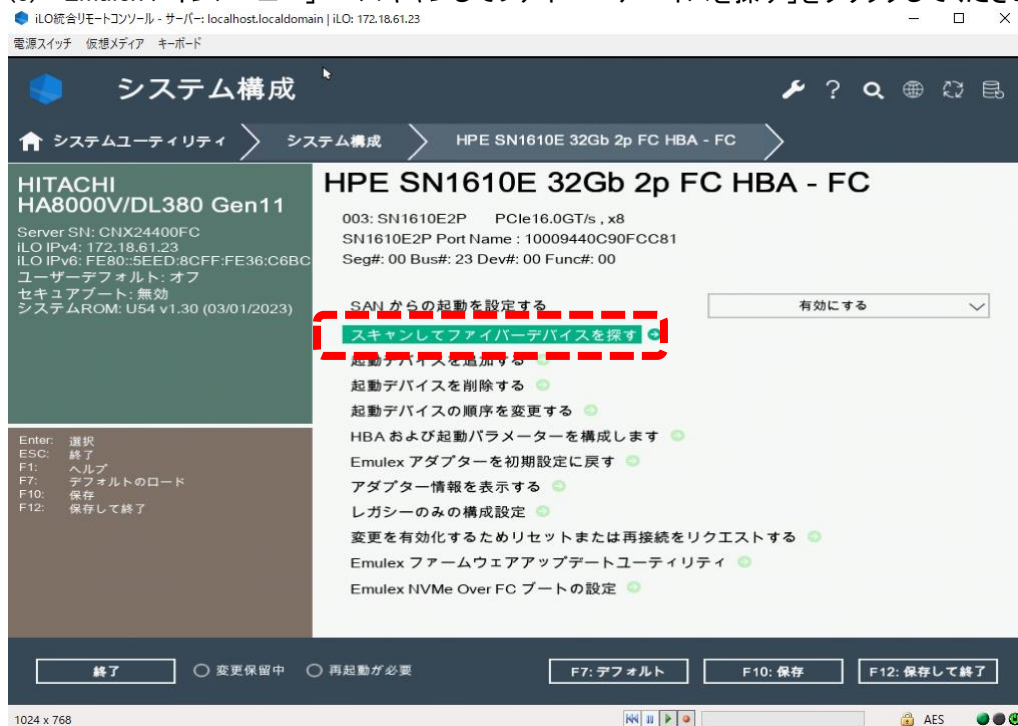 iLO統合リモートコンソール - サーバー: localhost.localdomain | iLO: 172.18.61.23
電源スイッチ 仮想メディア キーボード
システム構成
?
システムユーティリティ
システム構成
HPE SN1610E 32Gb 2p FC HBA - FC
HITACHI
HA8000V/DL380 Gen11
Server SN: CNX24400FC
iLO IPv4: 172.18.61.23
iLO IPv6: FE80::5EED:8CFF:FE36:C6BC
ユーザーデフォルト: オフ
セキュアブート: 無効
システムROM: U54 v1.30 (03/01/2023)
Enter: 選択
ESC: 終了
F1: ヘルプ
F7: デフォルトのロード
F10: 保存
F12: 保存して終了
HPE SN1610E 32Gb 2p FC HBA - FC
003: SN1610E2P PCIe16.0GT/s , x8
SN1610E2P Port Name : 10009440C90FCC81
Seg#: 00 Bus#: 23 Dev#: 00 Func#: 00
SAN からの起動を設定する 有効にする
スキャンしてファイバーデバイスを探す
起動デバイスを追加する
起動デバイスを削除する
起動デバイスの順序を変更する
HBA および起動パラメーターを構成します
Emulex アダプターを初期設定に戻す
アダプター情報を表示する
レガシーのみの構成設定
変更を有効化するためリセットまたは再接続をリクエストする
Emulex ファームウェアアップデートユーティリティ
Emulex NVMe Over FC ブートの設定
終了 変更保留中 再起動が必要 F7: デフォルト F10: 保存 F12: 保存して終了
1024 x 768 AES